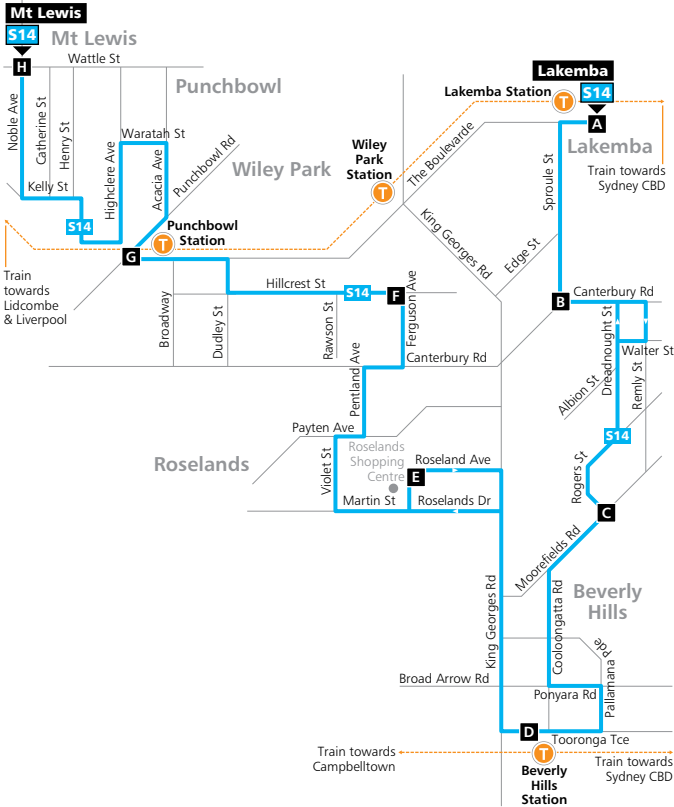 Mt Lewis
S14
Mt Lewis
H
Wattle St
Noble Ave
Catherine St
Henry St
Punchbowl
Waratah St
Highclere Ave
Acacia Ave
Punchbowl Rd
Kelly St
S14
Wiley Park
Wiley
Park
Station
T
Punchbowl
Station
T
G
Train
towards
Lidcombe
& Liverpool
Lakemba
S14
Lakemba Station
T
A
Lakemba
Train towards
Sydney CBD
The Boulevarde
Sproule St
King Georges Rd
Edge St
B
Canterbury Rd
Dreadnought St
Walter St
Remly St
Albion St
S14
Hillcrest St
S14
F
Ferguson Ave
Broadway
Dudley St
Rawson St
Canterbury Rd
Pentland Ave
Payten Ave
Roselands
Violet St
Roselands
Shopping
Centre
E
Roseland Ave
Martin St
Roselands Dr
Rogers St
C
Moorefields Rd
Beverly
Hills
King Georges Rd
Cooloongatta Rd
Pallamana Pde
Broad Arrow Rd
Ponyara Rd
D
Tooronga Tce
Train towards
Campbelltown
T
Beverly
Hills
Station
Train towards
Sydney CBD